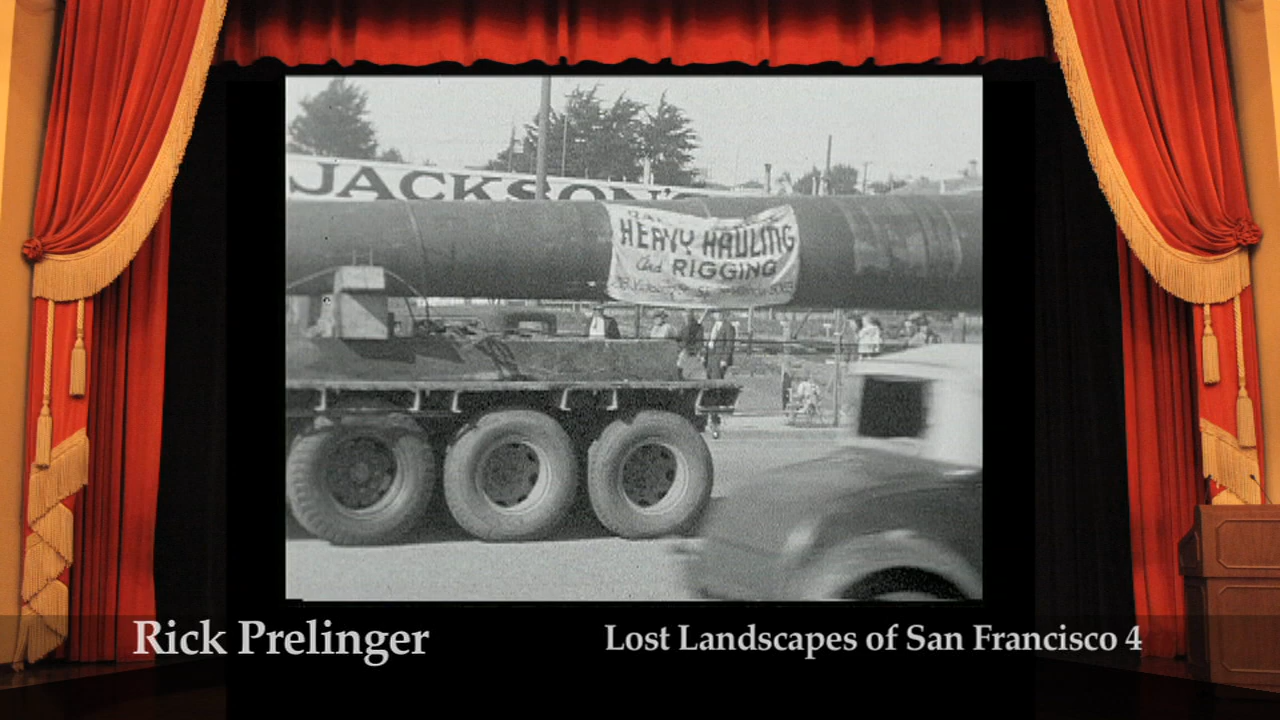 JACKSON'S
HEAVY HAULING
And RIGGING
Rick Prelinger
Lost Landscapes of San Francisco 4